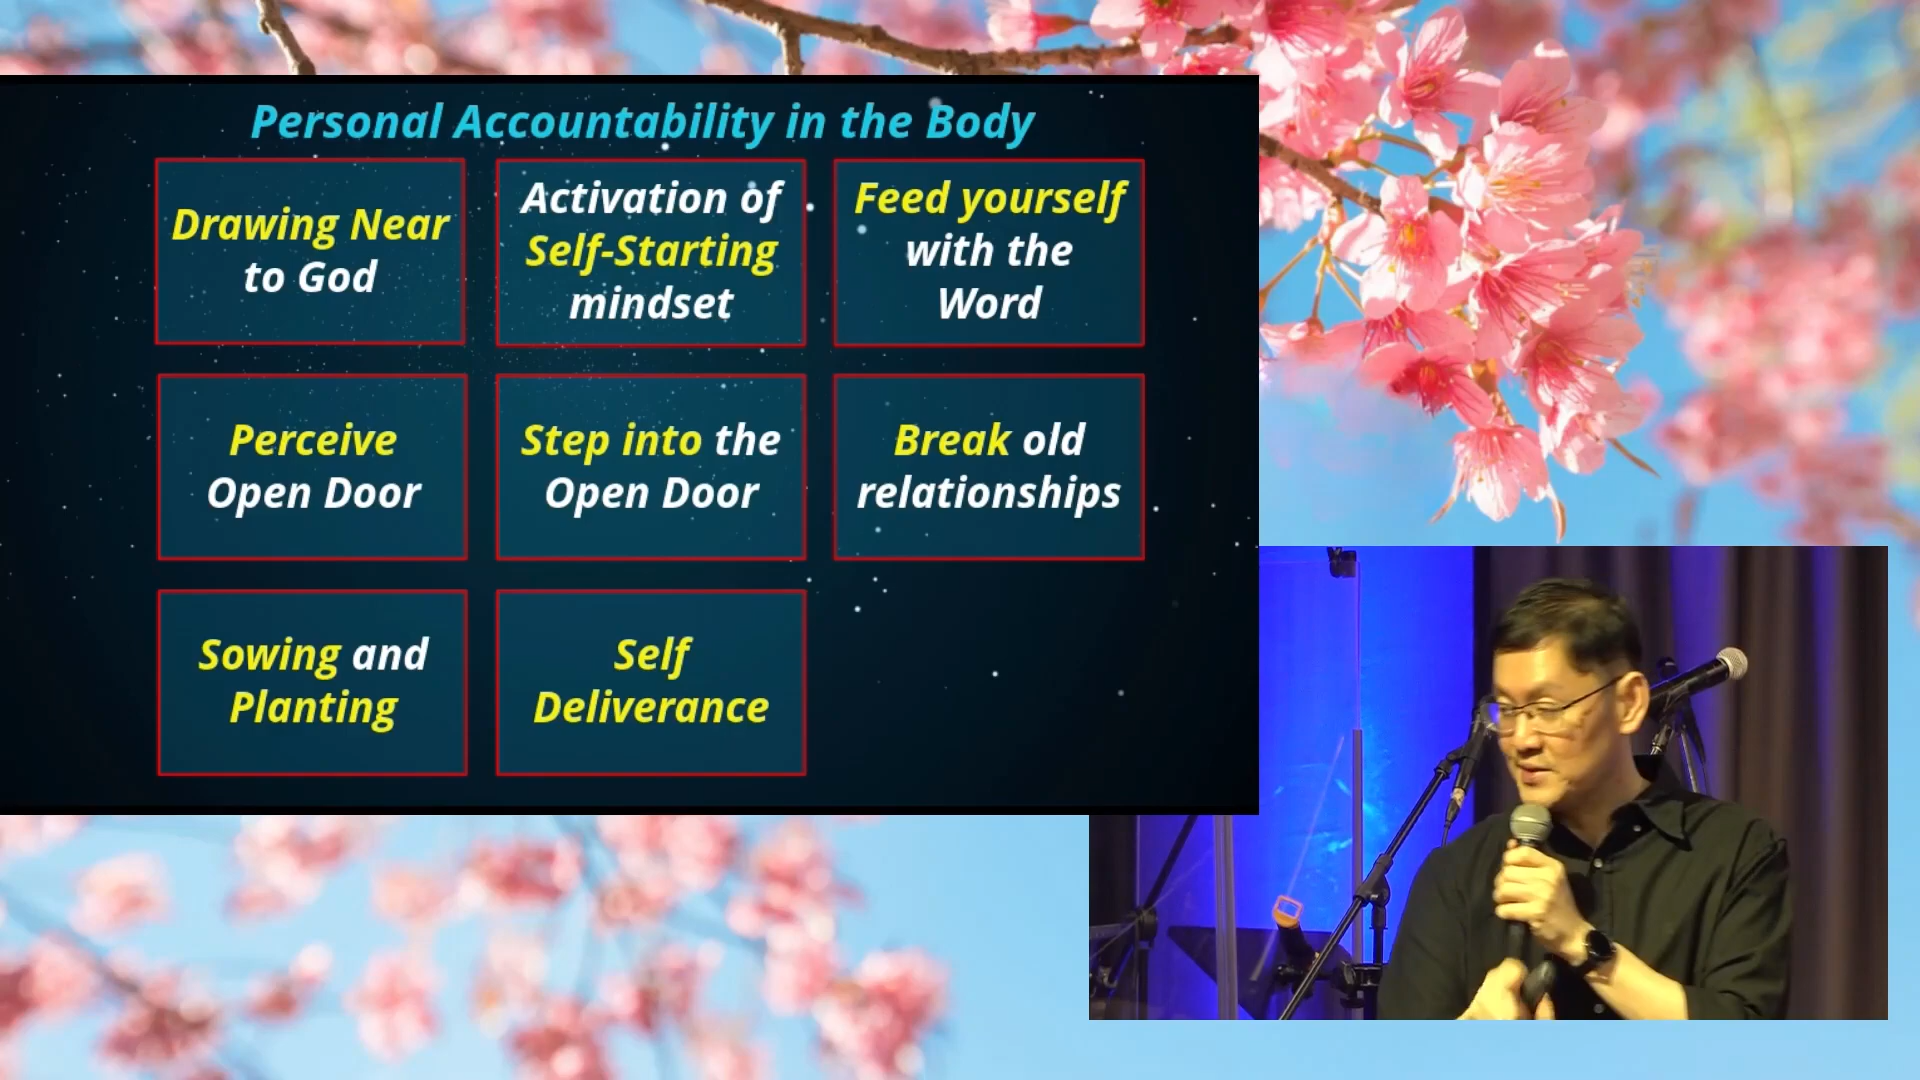 Personal Accountability in the Body
Drawing Near
to God
Activation of
Self-Starting
mindset
Feed yourself
with the
Word
Perceive
Open Door
Step into the
Open Door
Break old
relationships
Sowing and
Planting
Self
Deliverance